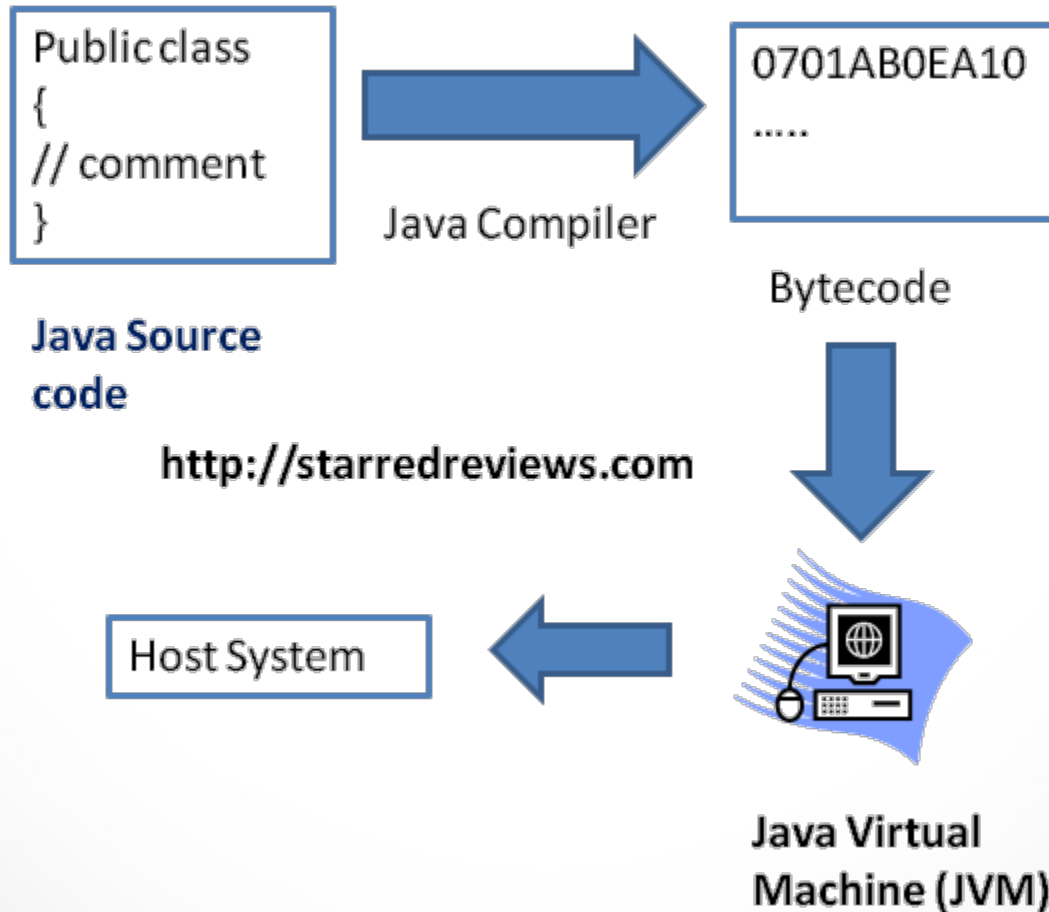 Public class
{
// comment
}
Java Compiler
0701AB0EA10
.....
Bytecode
Java Source
code
http://starredreviews.com
Host System
Java Virtual
Machine (JVM)